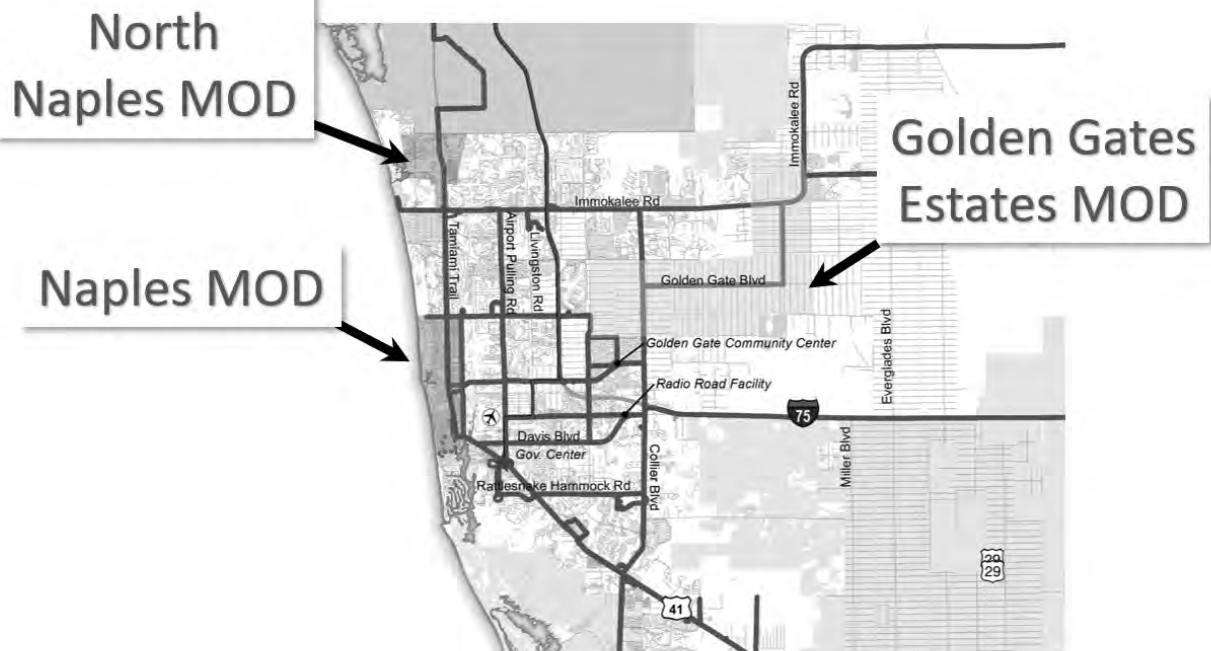 North
Naples MOD
Naples MOD
Golden Gates
Estates MOD
Immokalee Rd
Immokalee Rd
Tamiami Trail
Airport Pulling Rd
Livingston Rd
Golden Gate Blvd
Golden Gate Community Center
Everglades Blvd
Radio Road Facility
75
Davis Blvd
Gov. Center
Collier Blvd
Miller Blvd
Rattlesnake Hammock Rd
29
29
41